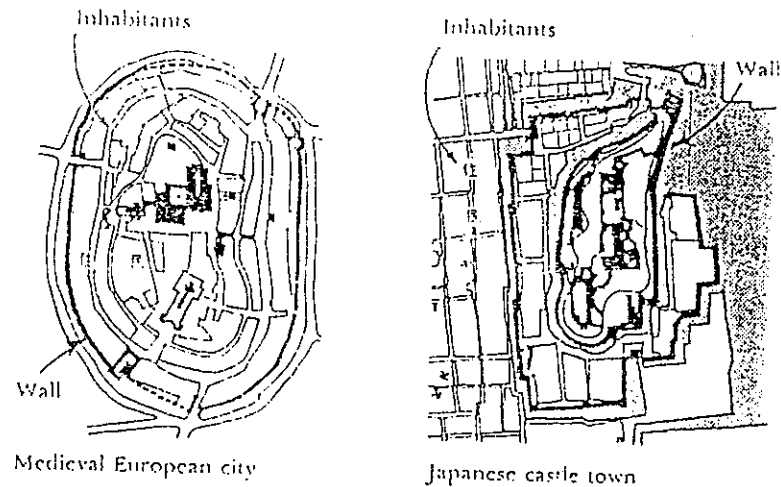 Inhabitants
Wall
Medieval European city
Inhabitants
Wall
Japanese castle town